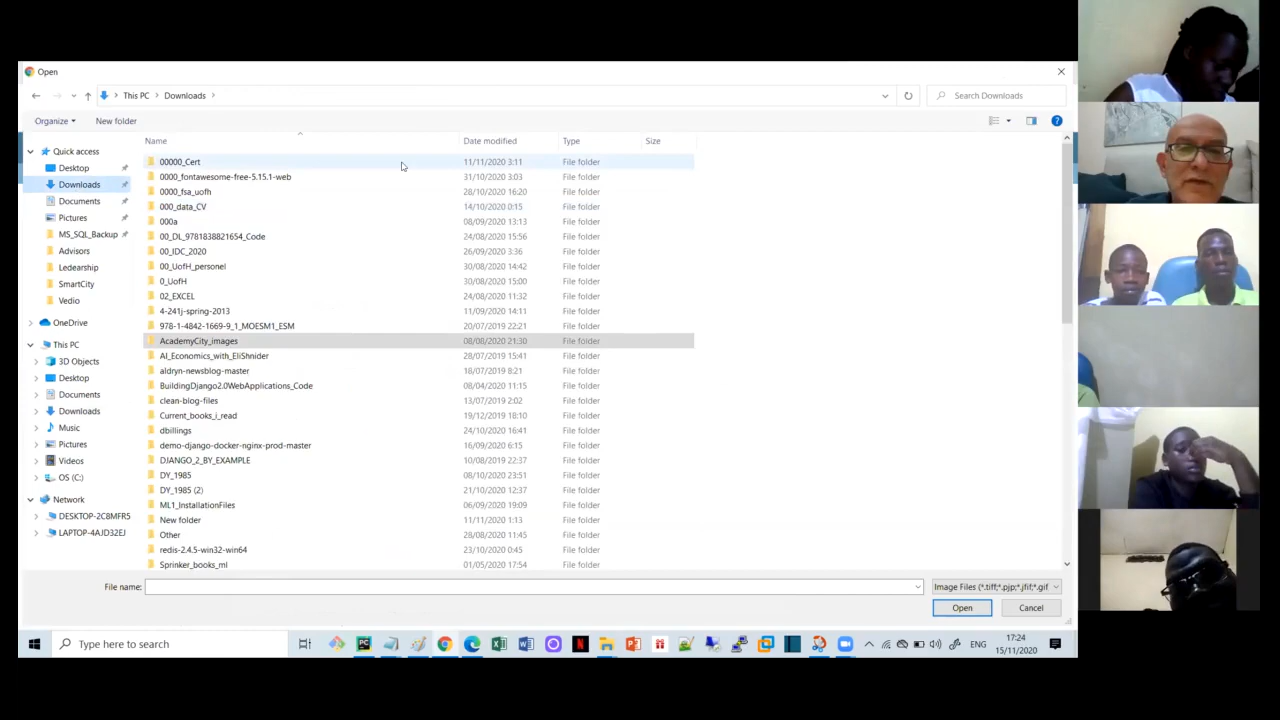 Open
This PC > Downloads >
Search Downloads
Organize
New folder
Name
Date modified
Type
Size
Quick access
Desktop
Downloads
Documents
Pictures
MS_SQL_Backup
Advisors
Ledearship
SmartCity
Vedio
OneDrive
This PC
3D Objects
Desktop
Documents
Downloads
Music
Pictures
Videos
OS (C:)
Network
DESKTOP-2C8MFR5
LAPTOP-4AJD32EJ
00000_Cert 11/11/2020 3:11 File folder
0000_fontawesome-free-5.15.1-web 31/10/2020 3:03 File folder
0000_fsa_uofh 28/10/2020 16:20 File folder
000_data_CV 14/10/2020 0:15 File folder
000a 08/09/2020 13:13 File folder
00_DL_9781838821654_Code 24/08/2020 15:56 File folder
00_IDC_2020 26/09/2020 3:36 File folder
00_UofH_personel 30/08/2020 14:42 File folder
0_UofH 30/08/2020 15:00 File folder
02_EXCEL 24/08/2020 11:32 File folder
4-241j-spring-2013 11/09/2020 14:11 File folder
978-1-4842-1669-9_1_MOESM1_ESM 20/07/2019 22:21 File folder
AcademyCity_images 08/08/2020 21:30 File folder
AI_Economics_with_EliShnider 28/07/2019 15:41 File folder
aldryn-newsblog-master 18/07/2019 8:21 File folder
BuildingDjango2.0WebApplications_Code 08/04/2020 11:15 File folder
clean-blog-files 13/07/2019 2:02 File folder
Current_books_i_read 19/12/2019 18:10 File folder
dbillings 24/10/2020 16:41 File folder
demo-django-docker-nginx-prod-master 16/09/2020 6:15 File folder
DJANGO_2_BY_EXAMPLE 10/08/2019 22:37 File folder
DY_1985 08/10/2020 23:51 File folder
DY_1985 (2) 21/10/2020 12:37 File folder
ML1_InstallationFiles 06/09/2020 19:09 File folder
New folder 11/11/2020 1:13 File folder
Other 28/08/2020 11:45 File folder
redis-2.4.5-win32-win64 23/10/2020 0:45 File folder
Sprinker_books_ml 01/05/2020 17:54 File folder
File name:
Image Files (*.tiff;*.pjp;*.jfif;*.gif
Open
Cancel
Type here to search
ENG
17:24
15/11/2020